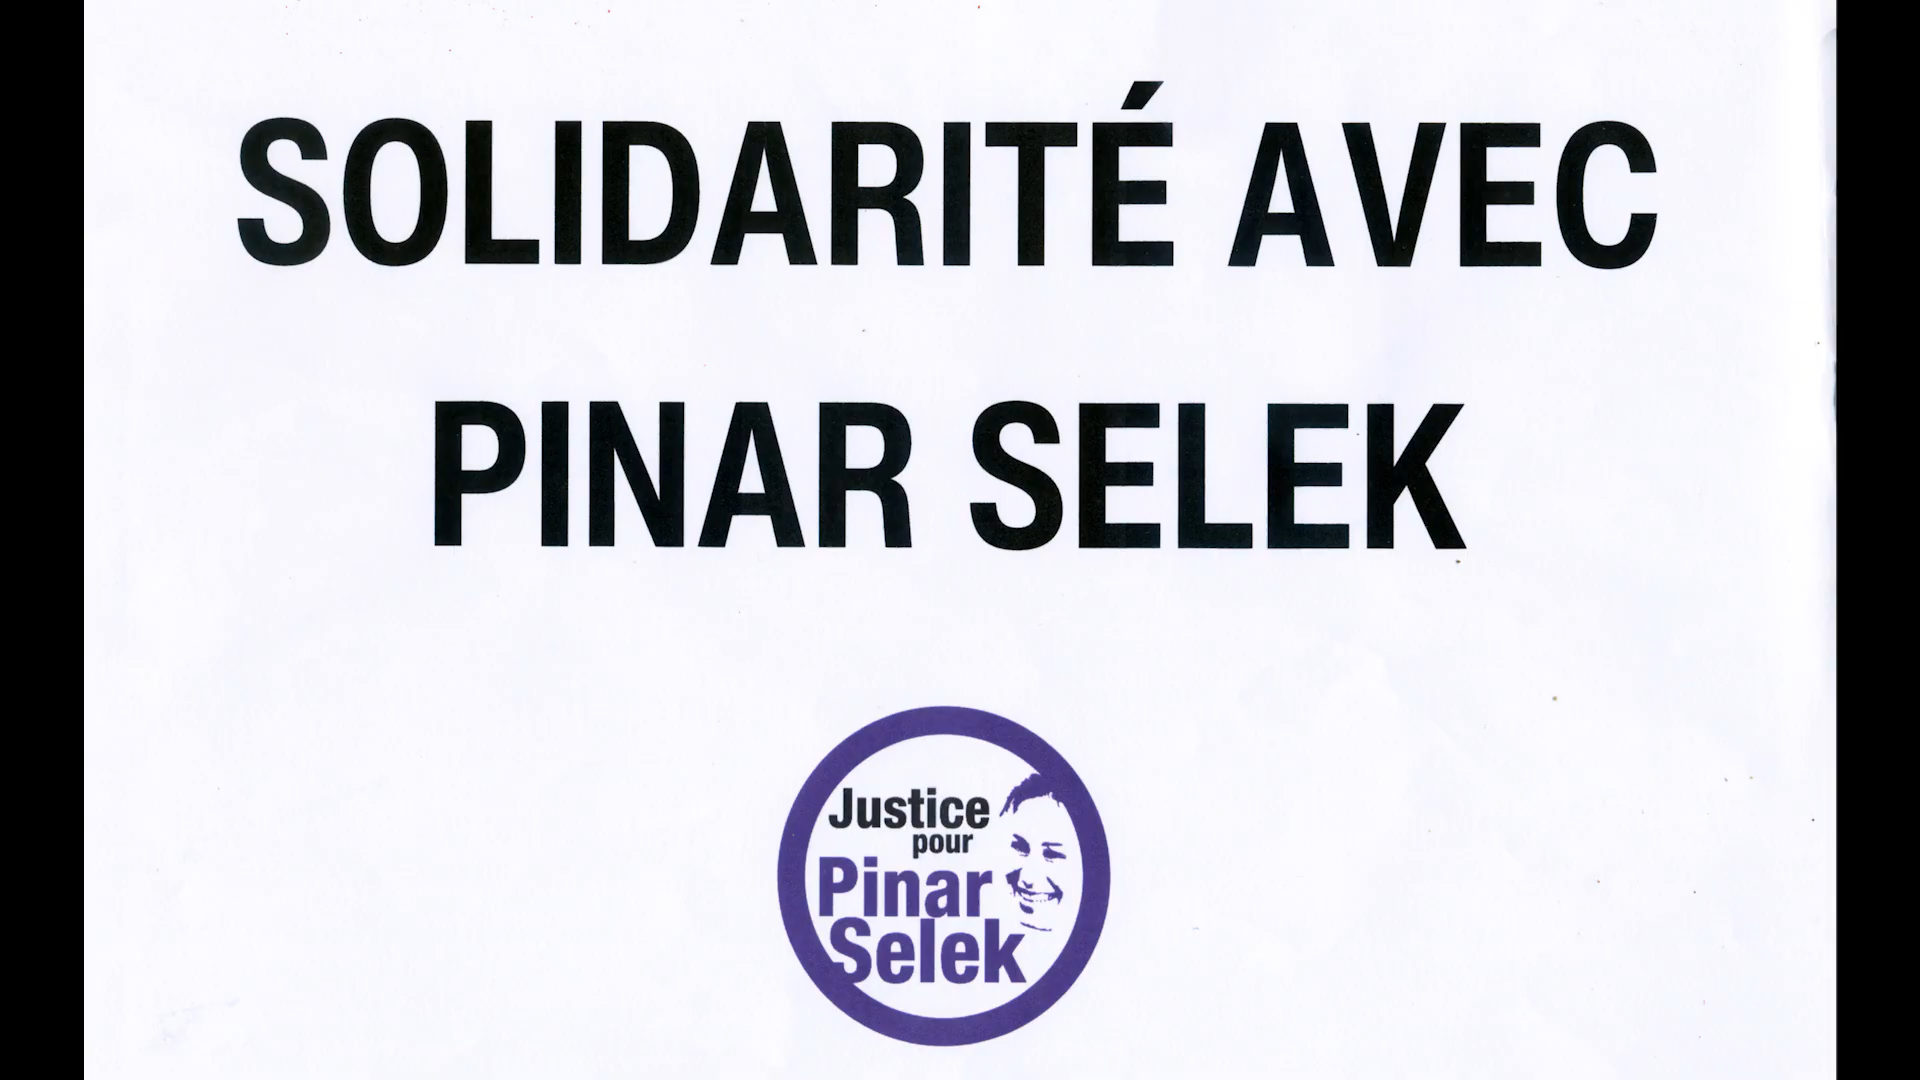 SOLIDARITÉ AVEC
PINAR SELEK
Justice
pour
Pinar
Selek